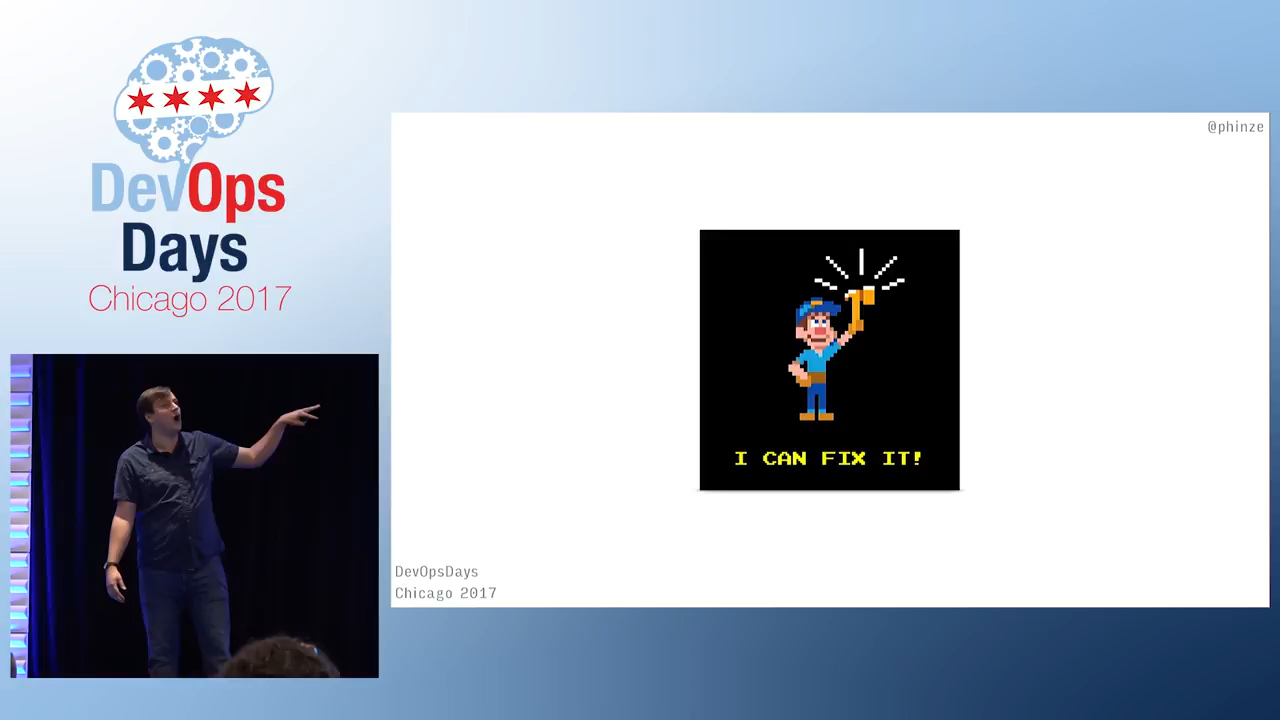 DevOps
Days
Chicago 2017
@phinze
I CAN FIX IT!
DevOpsDays
Chicago 2017